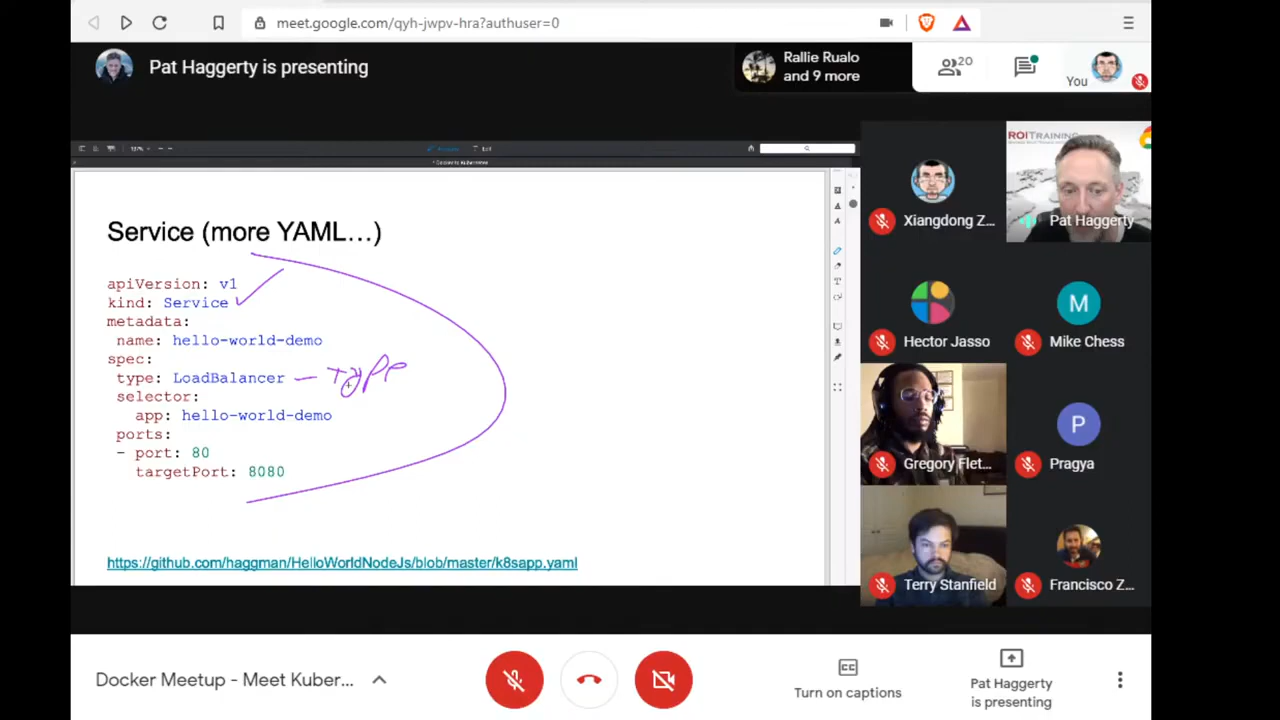 meet.google.com/qyh-jwpv-hra?authuser=0
Pat Haggerty is presenting
Rallie Rualo
and 9 more
20
You
Service (more YAML...)
apiVersion: v1
kind: Service
metadata:
name: hello-world-demo
spec:
type: LoadBalancer — type
selector:
app: hello-world-demo
ports:
- port: 80
targetPort: 8080
https://github.com/haggman/HelloWorldNodeJs/blob/master/k8sapp.yaml
Xiangdong Z...
ROI TRAINING
Pat Haggerty
Hector Jasso
M
Mike Chess
Gregory Flet...
P
Pragya
Terry Stanfield
Francisco Z...
Docker Meetup - Meet Kuber...
CC
Turn on captions
Pat Haggerty
is presenting